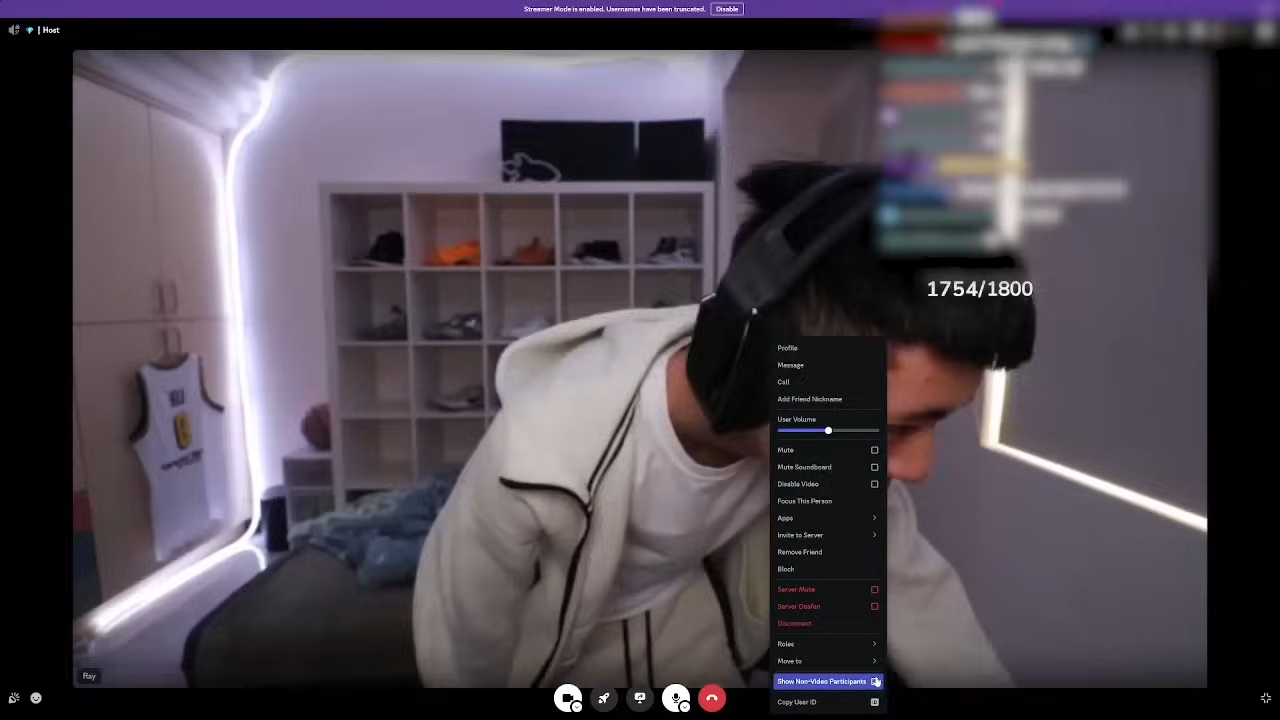 Streamer Mode is enabled. Usernames have been truncated. Disable
| Host
1754/1800
Profile
Message
Call
Add Friend Nickname
User Volume
Mute
Mute Soundboard
Disable Video
Focus This Person
Apps
Invite to Server
Remove Friend
Block
Server Mute
Server Deafen
Disconnect
Roles
Move to
Show Non-Video Participants
Copy User ID
Ray